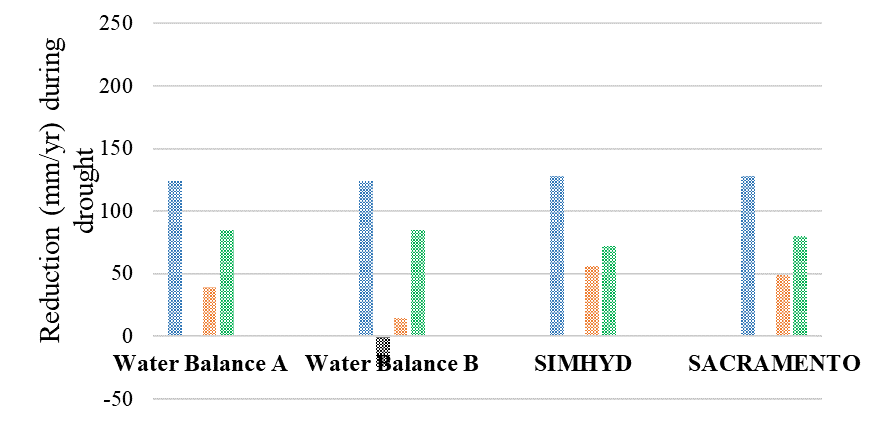 250
200
150
100
50
0
-50
Reduction (mm/yr) during
drought
Water Balance A
Water Balance B
SIMHYD
SACRAMENTO